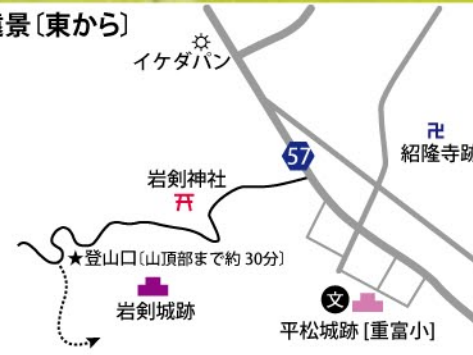 景〔東から〕
イケダパン
卍
紹隆寺跡
57
岩剣神社
★登山口〔山頂部まで約30分〕
岩剣城跡
文
平松城跡 [重富小]